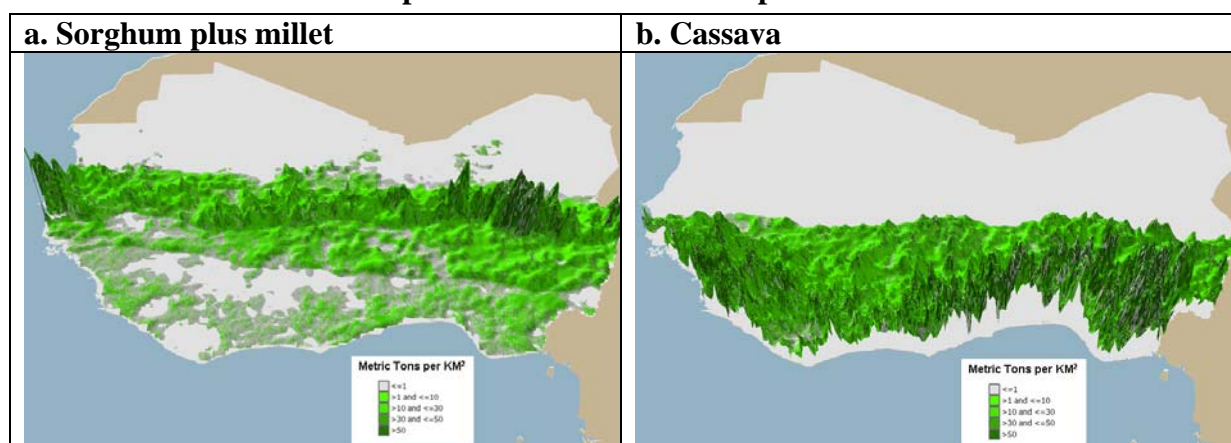 a. Sorghum plus millet
b. Cassava
Metric Tons per KM²
<=1
>1 and <=10
>10 and <=30
>30 and <=50
>50
Metric Tons per KM²
<=1
>1 and <=10
>10 and <=30
>30 and <=50
>50